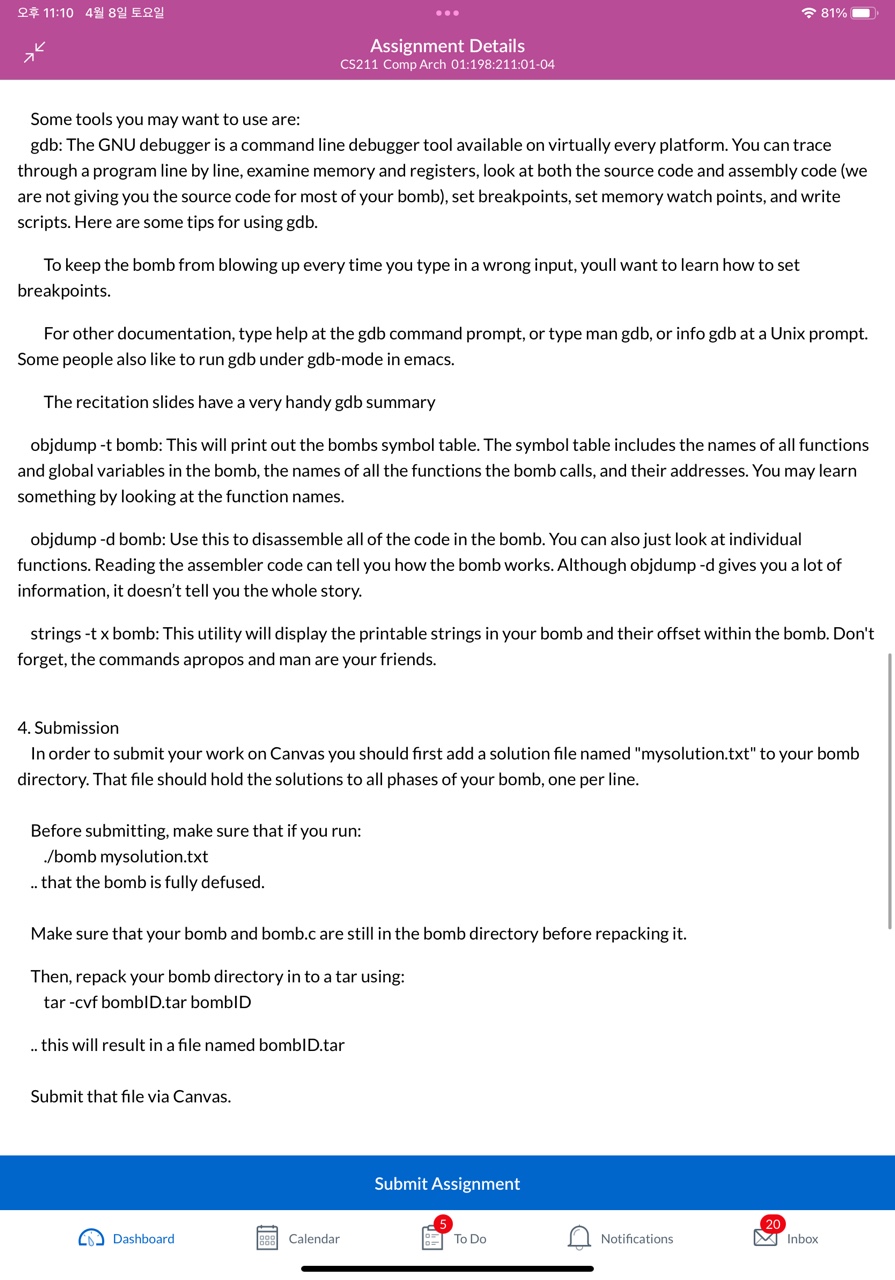 오후 11:10 4월 8일 토요일
81%
Assignment Details
CS211 Comp Arch 01:198:211:01-04
Some tools you may want to use are:
gdb: The GNU debugger is a command line debugger tool available on virtually every platform. You can trace
through a program line by line, examine memory and registers, look at both the source code and assembly code (we
are not giving you the source code for most of your bomb), set breakpoints, set memory watch points, and write
scripts. Here are some tips for using gdb.
To keep the bomb from blowing up every time you type in a wrong input, youll want to learn how to set
breakpoints.
For other documentation, type help at the gdb command prompt, or type man gdb, or info gdb at a Unix prompt.
Some people also like to run gdb under gdb-mode in emacs.
The recitation slides have a very handy gdb summary
objdump -t bomb: This will print out the bombs symbol table. The symbol table includes the names of all functions
and global variables in the bomb, the names of all the functions the bomb calls, and their addresses. You may learn
something by looking at the function names.
objdump -d bomb: Use this to disassemble all of the code in the bomb. You can also just look at individual
functions. Reading the assembler code can tell you how the bomb works. Although objdump -d gives you a lot of
information, it doesn’t tell you the whole story.
strings -t x bomb: This utility will display the printable strings in your bomb and their offset within the bomb. Don't
forget, the commands apropos and man are your friends.
4. Submission
In order to submit your work on Canvas you should first add a solution file named "mysolution.txt" to your bomb
directory. That file should hold the solutions to all phases of your bomb, one per line.
Before submitting, make sure that if you run:
./bomb mysolution.txt
.. that the bomb is fully defused.
Make sure that your bomb and bomb.c are still in the bomb directory before repacking it.
Then, repack your bomb directory in to a tar using:
tar -cvf bombID.tar bombID
.. this will result in a file named bombID.tar
Submit that file via Canvas.
Submit Assignment
Dashboard
Calendar
5
To Do
Notifications
20
Inbox